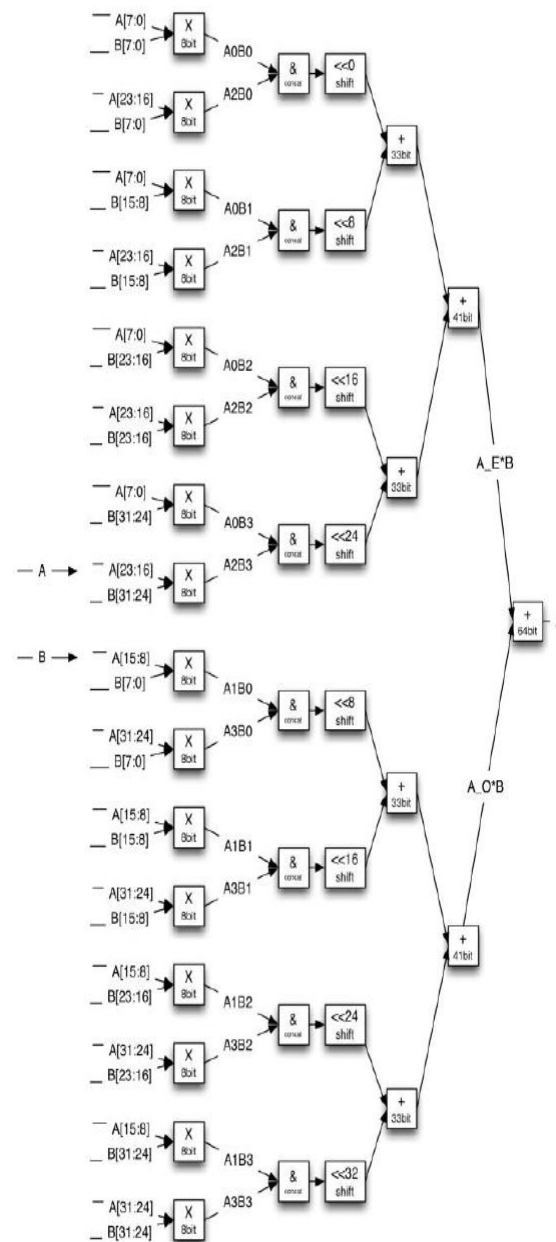 A[7:0]
B[7:0]
X
8bit
A0B0
&
concat
<<0
shift
A[23:16]
B[7:0]
X
8bit
A2B0
+
33bit
A[7:0]
B[15:8]
X
8bit
A0B1
&
concat
<<8
shift
A[23:16]
B[15:8]
X
8bit
A2B1
+
41bit
A[7:0]
B[23:16]
X
8bit
A0B2
&
concat
<<16
shift
A[23:16]
B[23:16]
X
8bit
A2B2
+
33bit
A_E*B
A[7:0]
B[31:24]
X
8bit
A0B3
&
concat
<<24
shift
A
A[23:16]
B[31:24]
X
8bit
A2B3
+
64bit
B
A[15:8]
B[7:0]
X
8bit
A1B0
&
concat
<<8
shift
A[31:24]
B[7:0]
X
8bit
A3B0
+
33bit
A_O*B
A[15:8]
B[15:8]
X
8bit
A1B1
&
concat
<<16
shift
A[31:24]
B[15:8]
X
8bit
A3B1
+
41bit
A[15:8]
B[23:16]
X
8bit
A1B2
&
concat
<<24
shift
A[31:24]
B[23:16]
X
8bit
A3B2
+
33bit
A[15:8]
B[31:24]
X
8bit
A1B3
&
concat
<<32
shift
A[31:24]
B[31:24]
X
8bit
A3B3